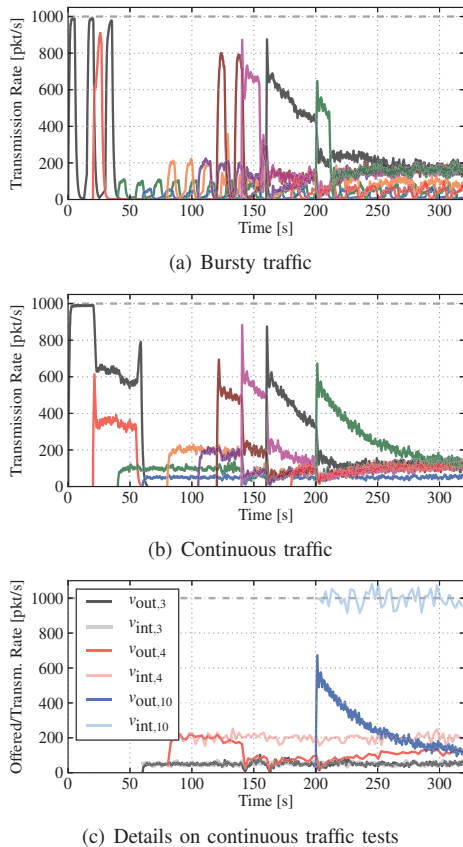 Transmission Rate [pkt/s]
1000
800
600
400
200
0
0 50 100 150 200 250 300
Time [s]
(a) Bursty traffic
Transmission Rate [pkt/s]
1000
800
600
400
200
0
0 50 100 150 200 250 300
Time [s]
(b) Continuous traffic
Offered/Transm. Rate [pkt/s]
1000
800
600
400
200
0
v_out,3
v_int,3
v_out,4
v_int,4
v_out,10
v_int,10
0 50 100 150 200 250 300
Time [s]
(c) Details on continuous traffic tests